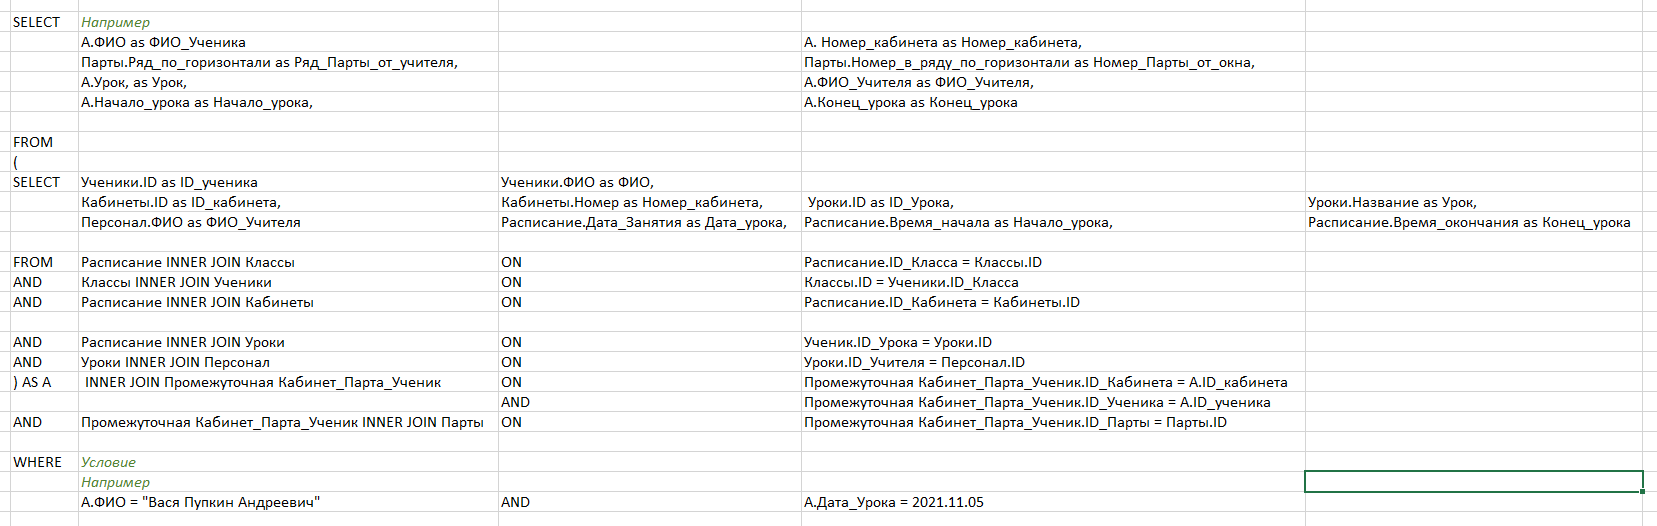 SELECT Например
А.ФИО as ФИО_Ученика А. Номер_кабинета as Номер_кабинета,
Парты.Ряд_по_горизонтали as Ряд_Парты_от_учителя, Парты.Номер_в_ряду_по_горизонтали as Номер_Парты_от_окна,
А.Урок, as Урок, А.ФИО_Учителя as ФИО_Учителя,
А.Начало_урока as Начало_урока, А.Конец_урока as Конец_урока
FROM
(
SELECT Ученики.ID as ID_ученика Ученики.ФИО as ФИО,
Кабинеты.ID as ID_кабинета, Кабинеты.Номер as Номер_кабинета, Уроки.ID as ID_Урока, Уроки.Название as Урок,
Персонал.ФИО as ФИО_Учителя Расписание.Дата_Занятия as Дата_урока, Расписание.Время_начала as Начало_урока, Расписание.Время_окончания as Конец_урока
FROM Расписание INNER JOIN Классы ON Расписание.ID_Класса = Классы.ID
AND Классы INNER JOIN Ученики ON Классы.ID = Ученики.ID_Класса
AND Расписание INNER JOIN Кабинеты ON Расписание.ID_Кабинета = Кабинеты.ID
AND Расписание INNER JOIN Уроки ON Ученик.ID_Урока = Уроки.ID
AND Уроки INNER JOIN Персонал ON Уроки.ID_Учителя = Персонал.ID
) AS A INNER JOIN Промежуточная Кабинет_Парта_Ученик ON Промежуточная Кабинет_Парта_Ученик.ID_Кабинета = A.ID_кабинета
AND Промежуточная Кабинет_Парта_Ученик.ID_Ученика = A.ID_ученика
AND Промежуточная Кабинет_Парта_Ученик INNER JOIN Парты ON Промежуточная Кабинет_Парта_Ученик.ID_Парты = Парты.ID
WHERE Условие
Например
А.ФИО = "Вася Пупкин Андреевич" AND А.Дата_Урока = 2021.11.05